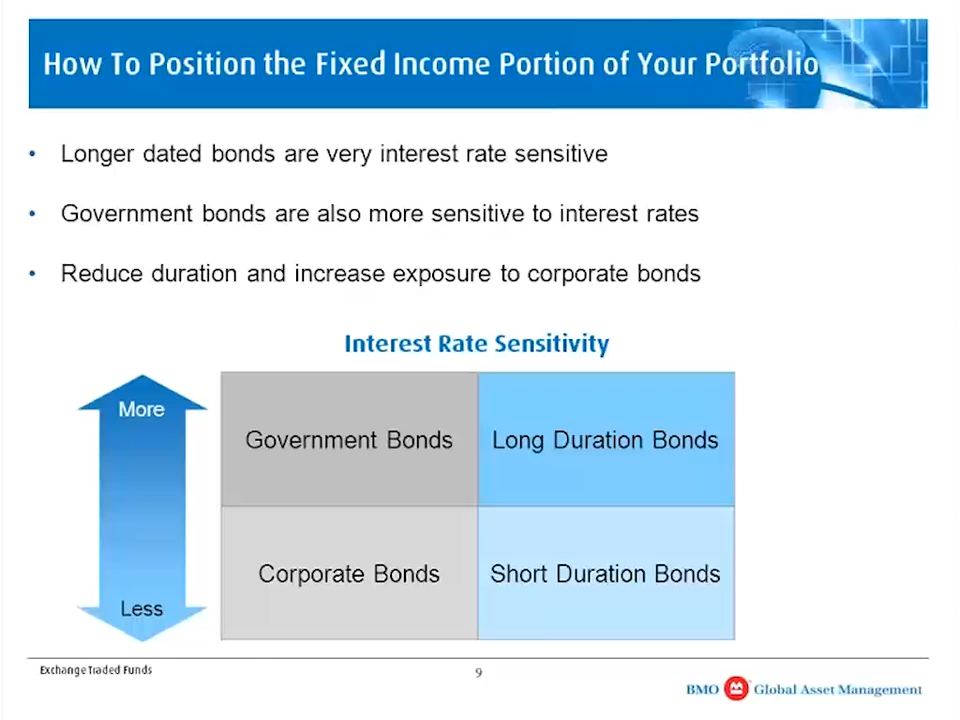 How To Position the Fixed Income Portion of Your Portfolio
• Longer dated bonds are very interest rate sensitive
• Government bonds are also more sensitive to interest rates
• Reduce duration and increase exposure to corporate bonds
Interest Rate Sensitivity
More
Government Bonds
Long Duration Bonds
Corporate Bonds
Short Duration Bonds
Less
Exchange Traded Funds
9
BMO Global Asset Management